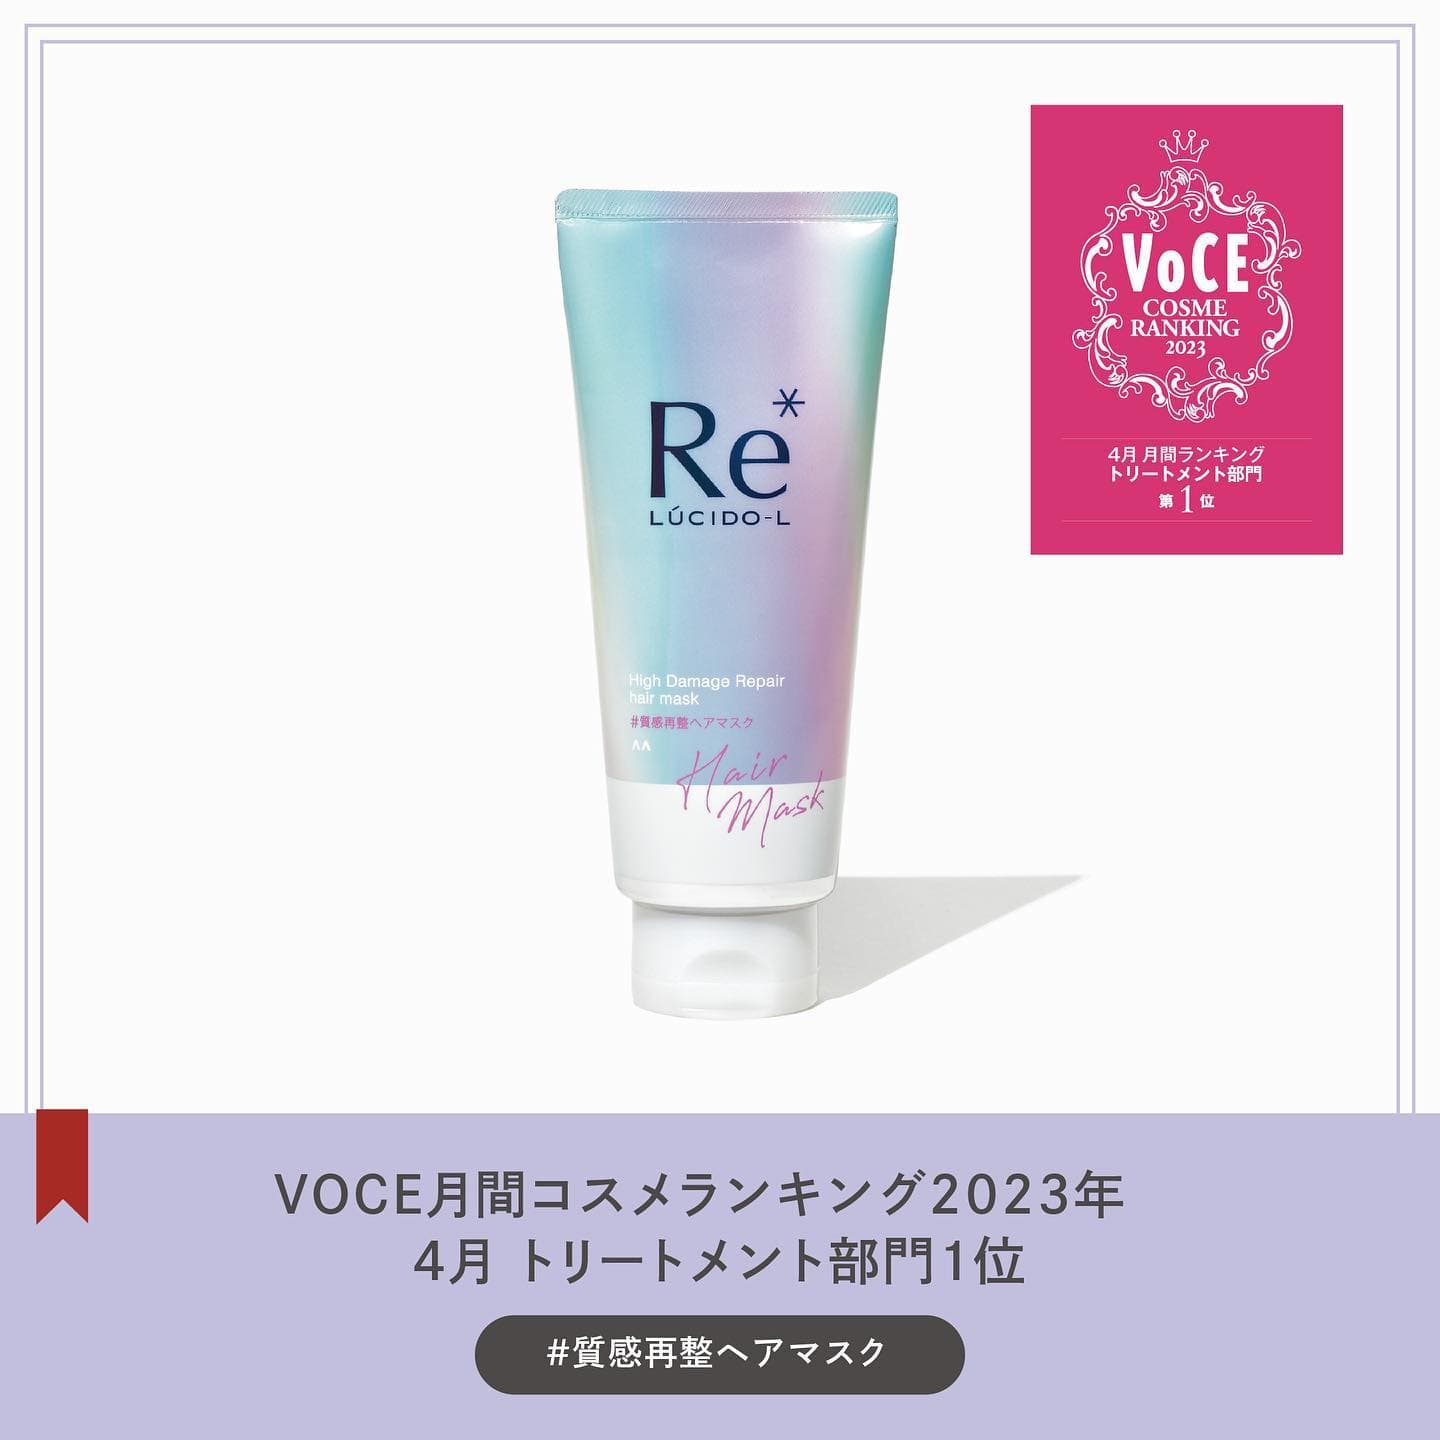 VoCE
COSME
RANKING
2023
4月 月間ランキング
トリートメント部門
第1位
Re*
LÚCIDO-L
High Damage Repair
hair mask
#質感再整ヘアマスク
^^
Hair
Mask
VOCE月間コスメランキング2023年
4月 トリートメント部門1位
#質感再整ヘアマスク